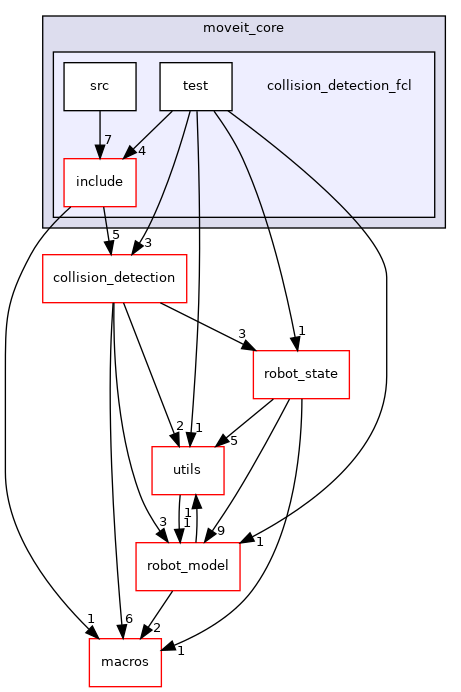 moveit_core
src
test
collision_detection_fcl
7
4
include
5
3
collision_detection
3
1
robot_state
2
1
5
utils
3
1
1
9
1
robot_model
1
6
2
1
macros